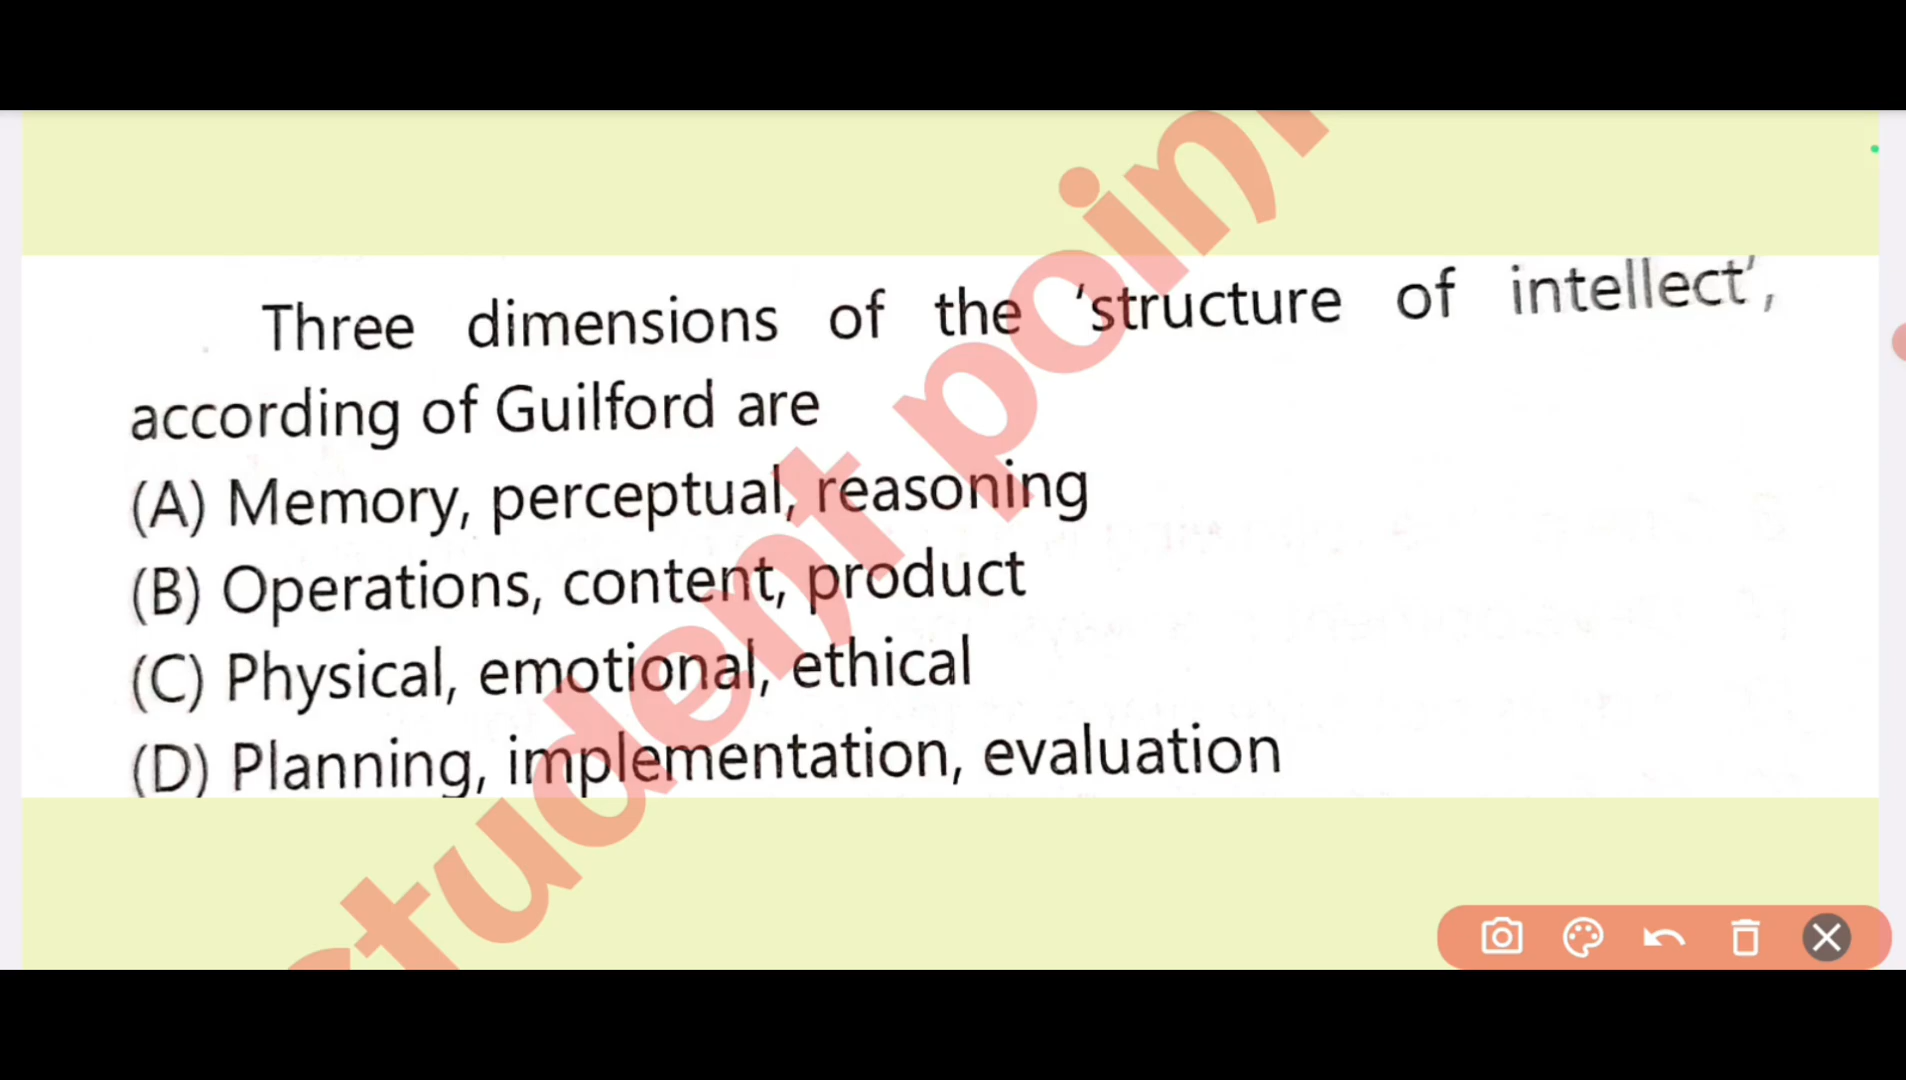 Three dimensions of the 'structure of intellect',
according of Guilford are
(A) Memory, perceptual, reasoning
(B) Operations, content, product
(C) Physical, emotional, ethical
(D) Planning, implementation, evaluation
student point